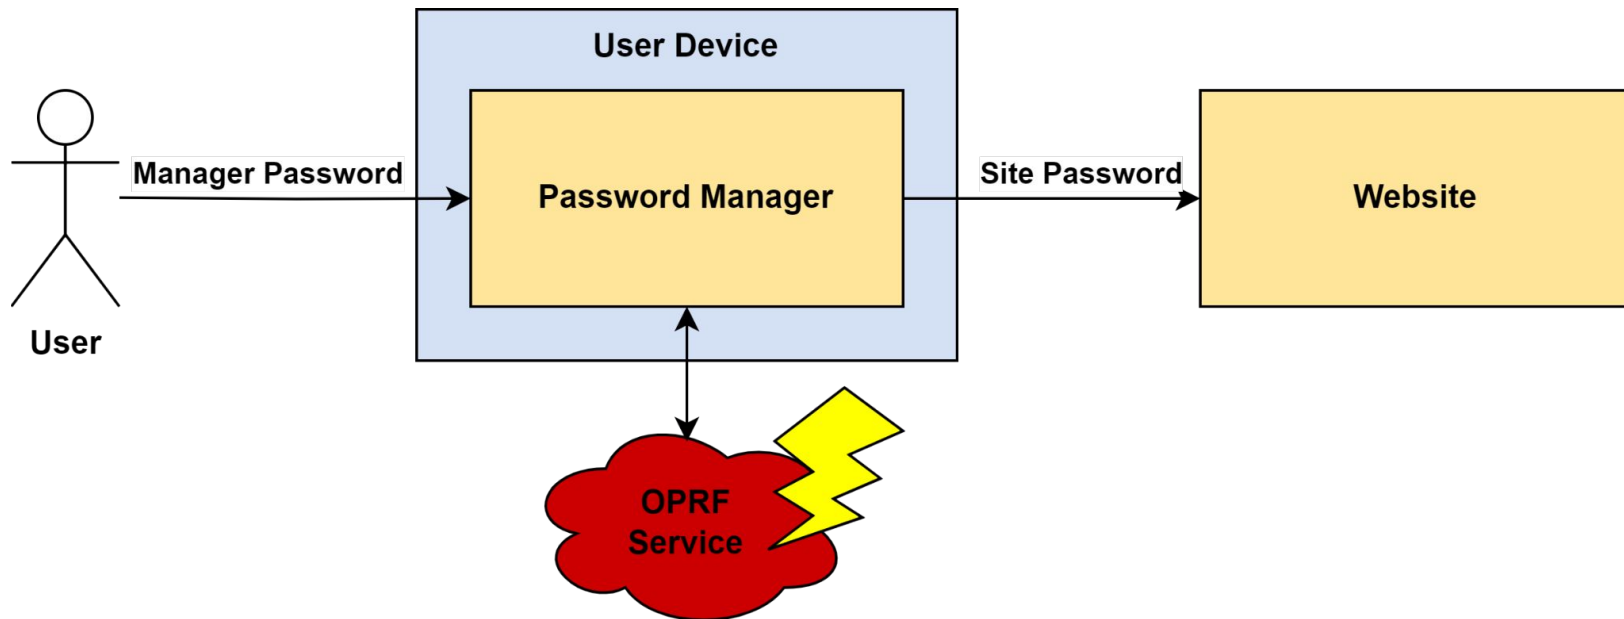 User Device
Manager Password
Password Manager
Site Password
Website
User
OPRF
Service